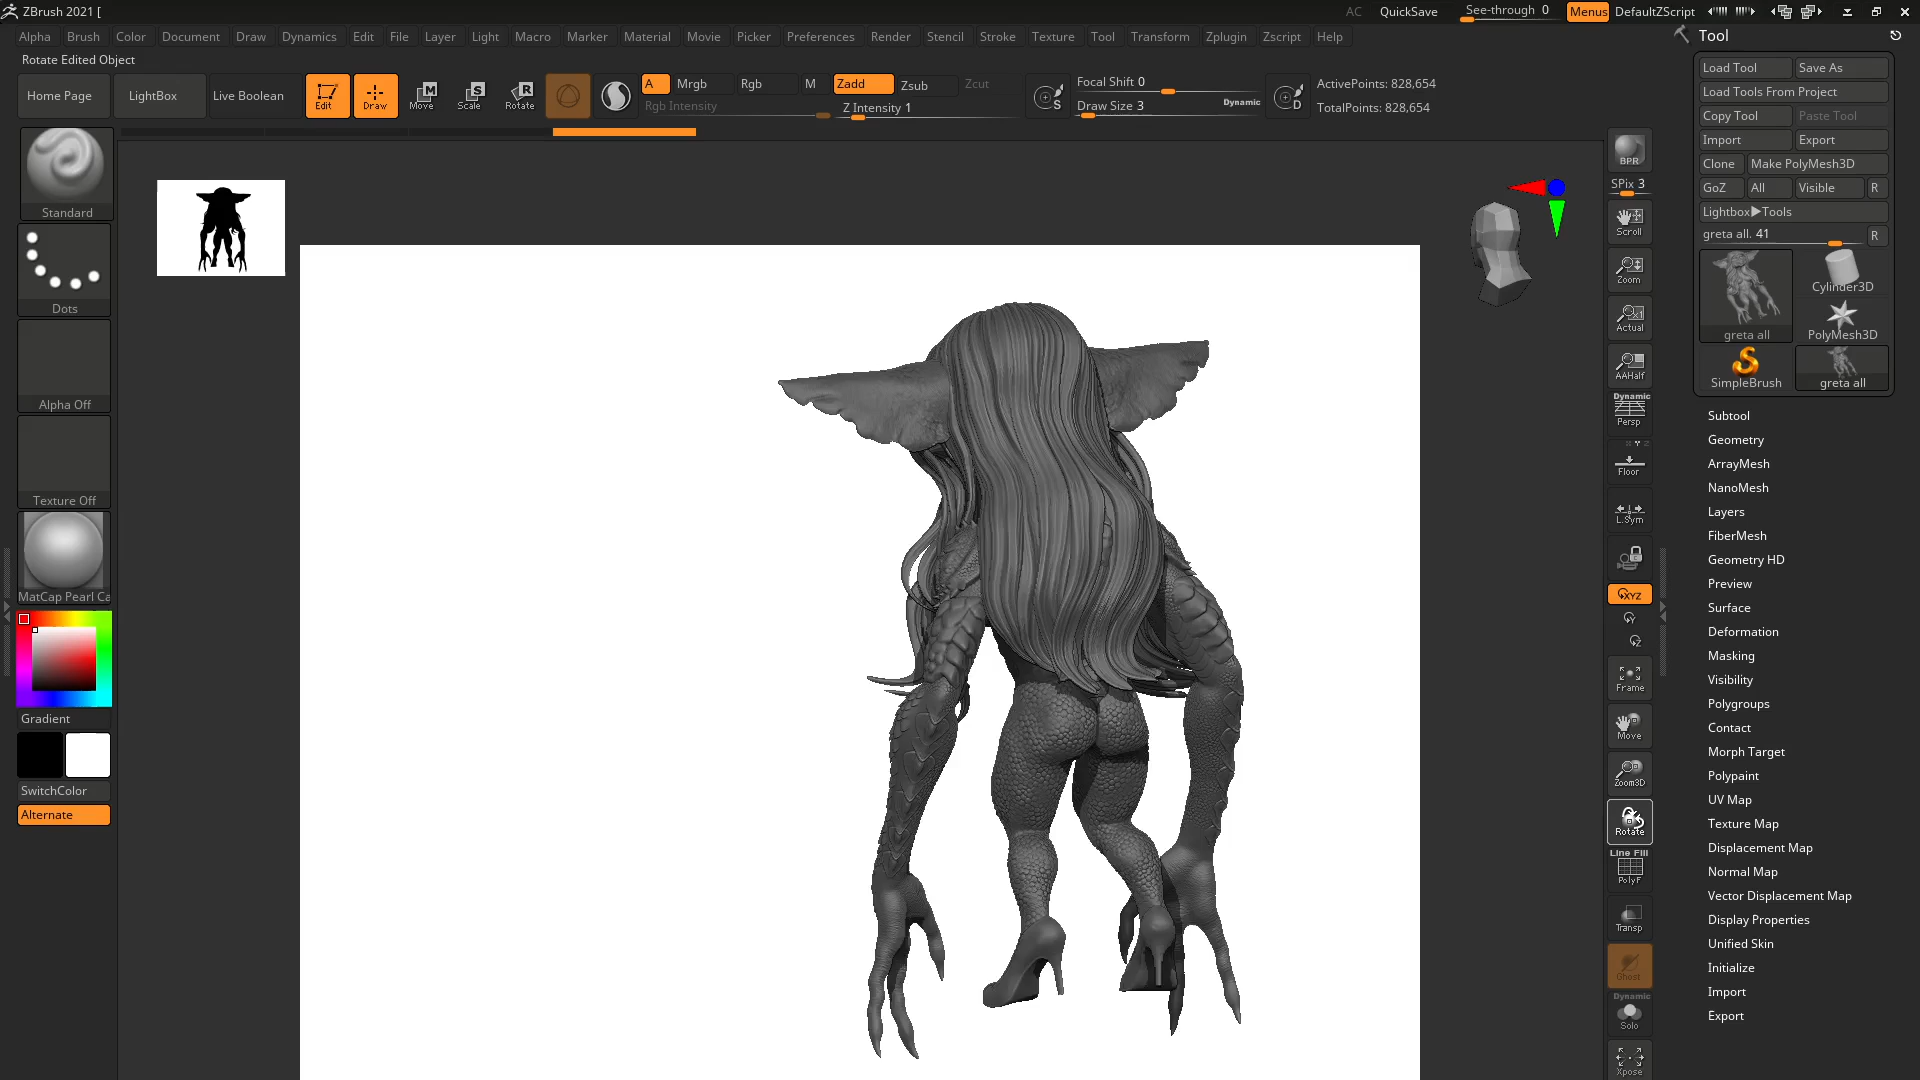 ZBrush 2021 [
AC QuickSave See-through 0 Menus DefaultZScript
Alpha Brush Color Document Draw Dynamics Edit File Layer Light Macro Marker Material Movie Picker Preferences Render Stencil Stroke Texture Tool Transform Zplugin Zscript Help
Rotate Edited Object
Home Page LightBox Live Boolean Edit Draw Move Scale Rotate
A Mrgb Rgb M Zadd Zsub Zcut
Rgb Intensity Z Intensity 1
Focal Shift 0
Draw Size 3 Dynamic
ActivePoints: 828,654
TotalPoints: 828,654
Standard
Dots
Alpha Off
Texture Off
MatCap Pearl Ca
Gradient
SwitchColor
Alternate
BPR
SPix 3
Scroll
Zoom
Actual
AAHalf
Dynamic
Persp
Floor
L.Sym
XYZ
Frame
Move
Zoom3D
Rotate
Line Fill
PolyF
Transp
Ghost
Dynamic
Solo
Xpose
Tool
Load Tool Save As
Load Tools From Project
Copy Tool Paste Tool
Import Export
Clone Make PolyMesh3D
GoZ All Visible R
Lightbox▶Tools
greta all. 41 R
greta all Cylinder3D
PolyMesh3D
SimpleBrush greta all
Subtool
Geometry
ArrayMesh
NanoMesh
Layers
FiberMesh
Geometry HD
Preview
Surface
Deformation
Masking
Visibility
Polygroups
Contact
Morph Target
Polypaint
UV Map
Texture Map
Displacement Map
Normal Map
Vector Displacement Map
Display Properties
Unified Skin
Initialize
Import
Export